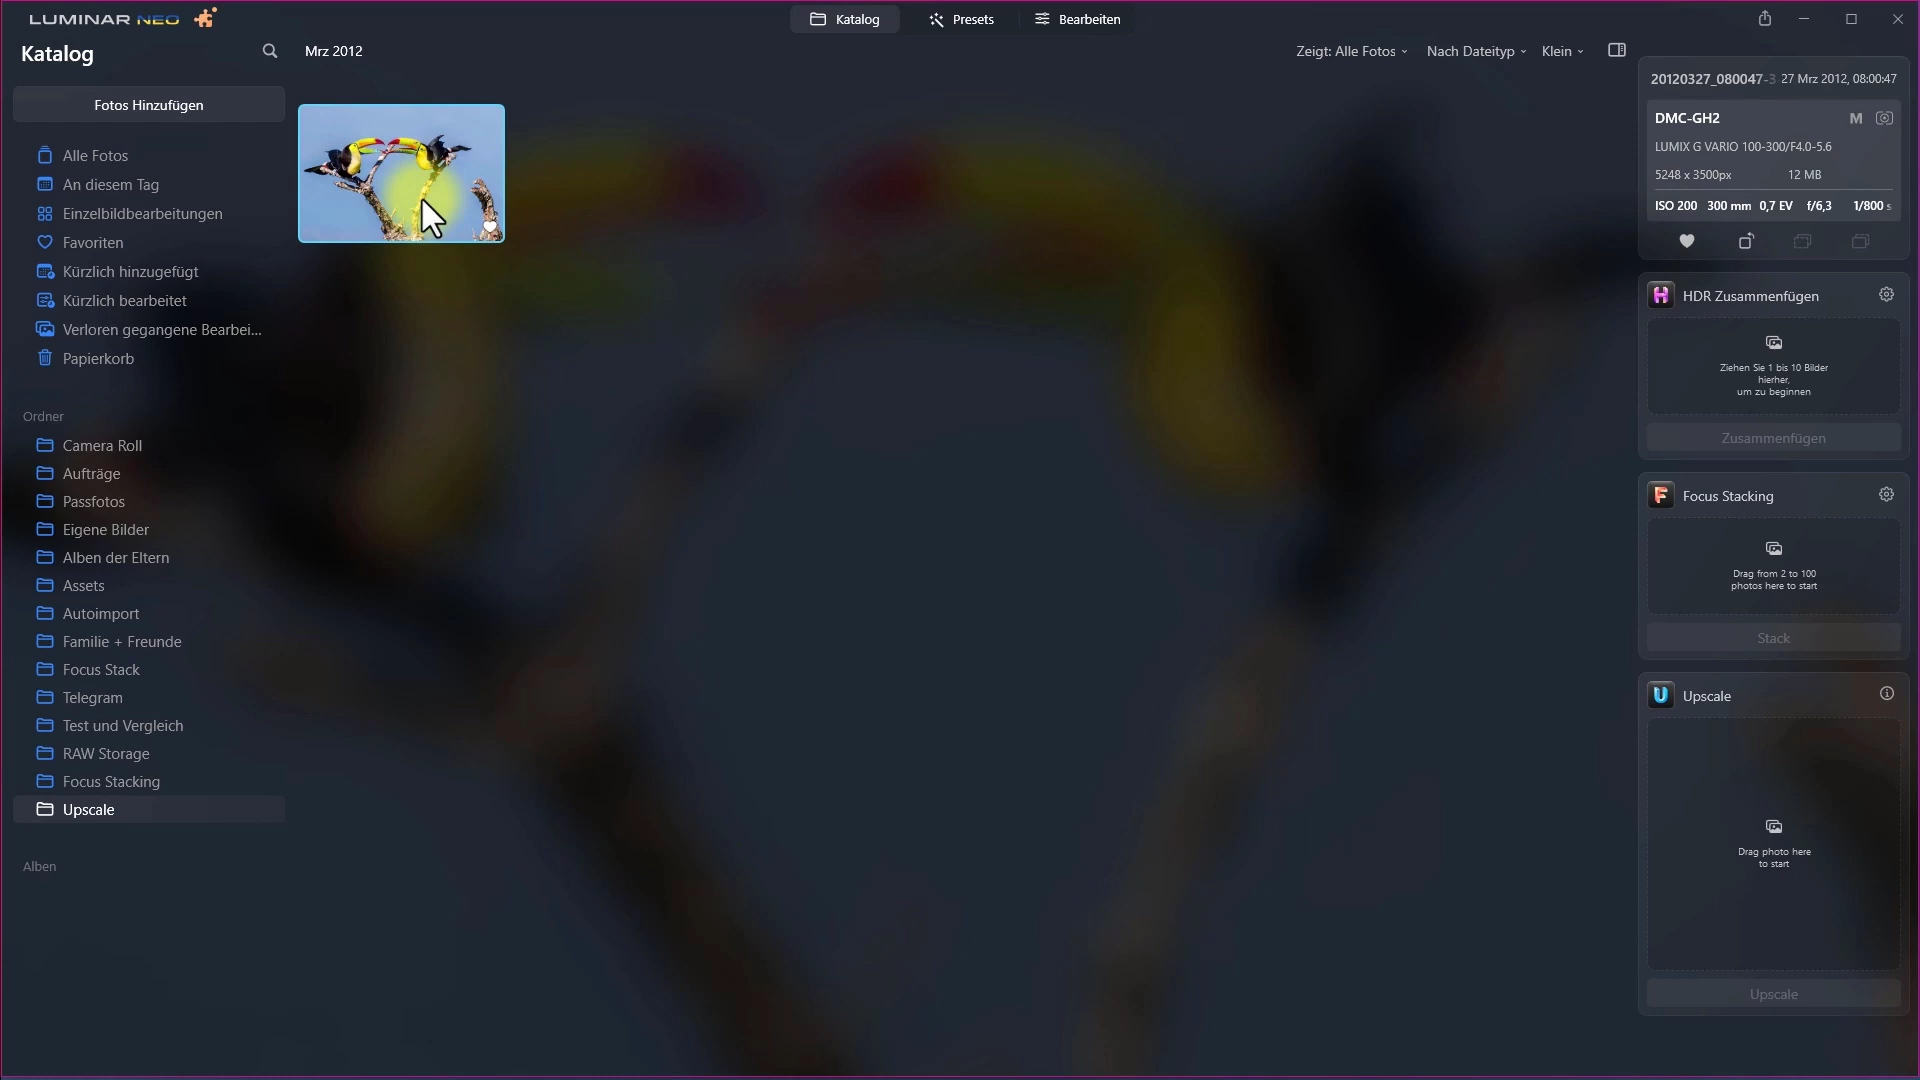 LUMINAR NEO
Katalog
Presets
Bearbeiten
Katalog
Mrz 2012
Zeigt: Alle Fotos
Nach Dateityp
Klein
Fotos Hinzufügen
Alle Fotos
An diesem Tag
Einzelbildbearbeitungen
Favoriten
Kürzlich hinzugefügt
Kürzlich bearbeitet
Verloren gegangene Bearbei...
Papierkorb
Ordner
Camera Roll
Aufträge
Passfotos
Eigene Bilder
Alben der Eltern
Assets
Autoimport
Familie + Freunde
Focus Stack
Telegram
Test und Vergleich
RAW Storage
Focus Stacking
Upscale
Alben
20120327_080047-3 27 Mrz 2012, 08:00:47
DMC-GH2 M
LUMIX G VARIO 100-300/F4.0-5.6
5248 x 3500px 12 MB
ISO 200 300 mm 0,7 EV f/6,3 1/800 s
H HDR Zusammenfügen
Ziehen Sie 1 bis 10 Bilder
hierher,
um zu beginnen
Zusammenfügen
F Focus Stacking
Drag from 2 to 100
photos here to start
Stack
U Upscale
Drag photo here
to start
Upscale